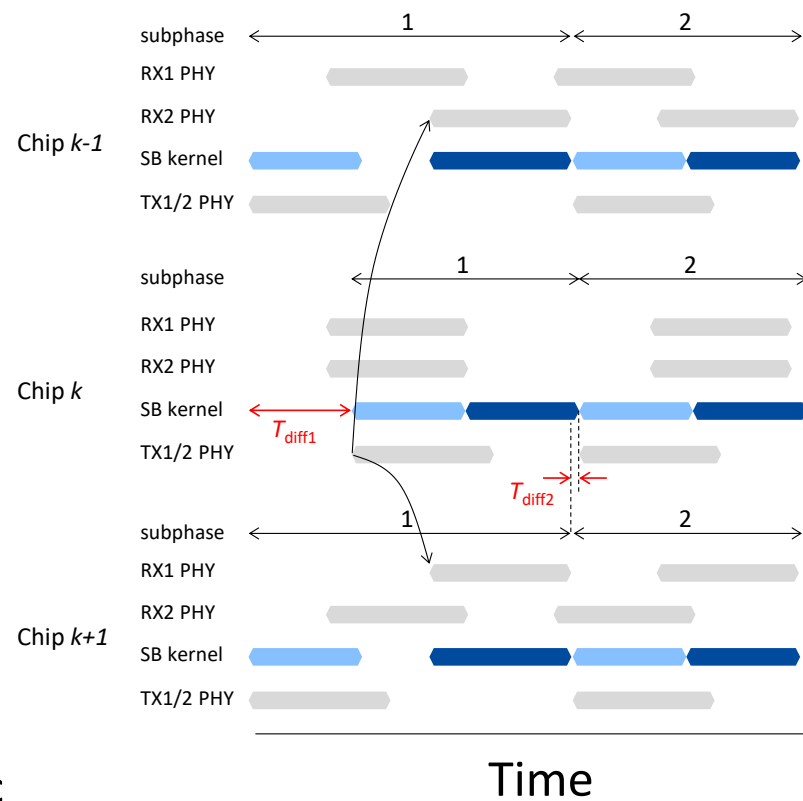 1 2
subphase
RX1 PHY
RX2 PHY
Chip k-1
SB kernel
TX1/2 PHY
1 2
subphase
RX1 PHY
RX2 PHY
Chip k
SB kernel
Tdiff1
TX1/2 PHY
Tdiff2
1 2
subphase
RX1 PHY
RX2 PHY
Chip k+1
SB kernel
TX1/2 PHY
Time